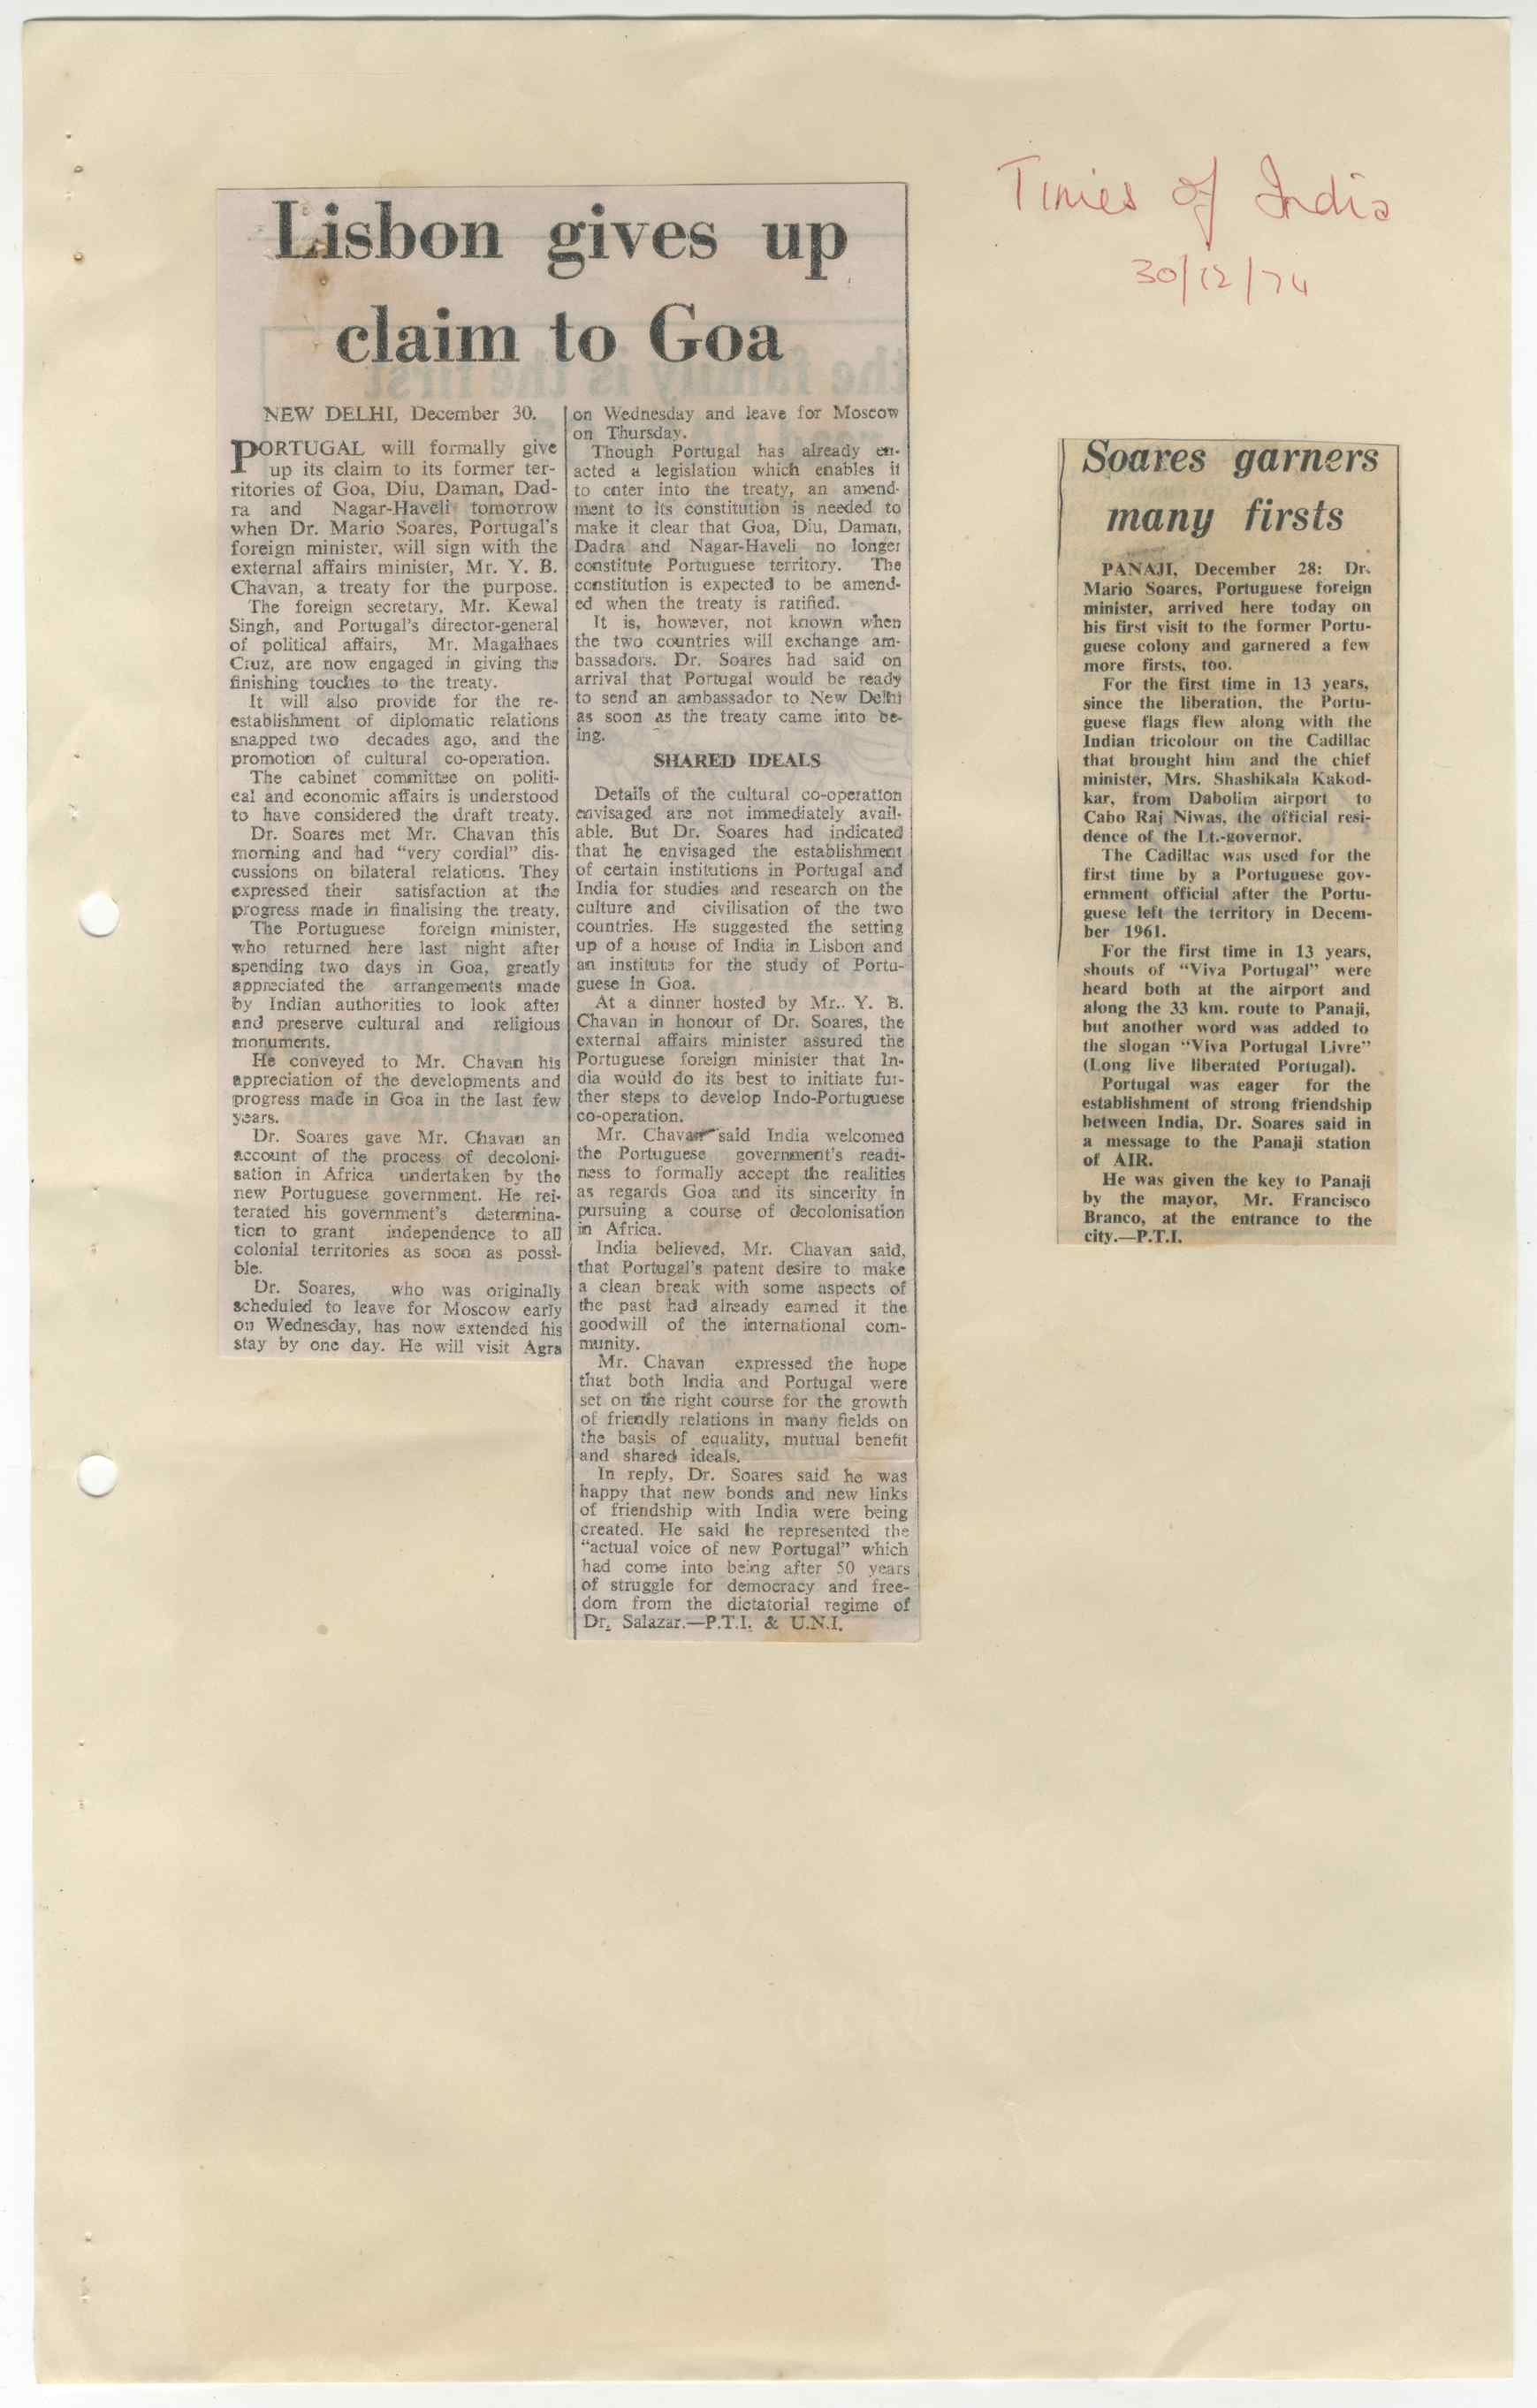 Times of India
30/12/74
Lisbon gives up
claim to Goa
NEW DELHI, December 30.
PORTUGAL will formally give
up its claim to its former ter-
ritories of Goa, Diu, Daman, Dad-
ra and Nagar-Haveli tomorrow
when Dr. Mario Soares, Portugal's
foreign minister, will sign with the
external affairs minister, Mr. Y. B.
Chavan, a treaty for the purpose.
The foreign secretary, Mr. Kewal
Singh, and Portugal's director-general
of political affairs, Mr. Magalhaes
Cruz, are now engaged in giving the
finishing touches to the treaty.
It will also provide for the re-
establishment of diplomatic relations
snapped two decades ago, and the
promotion of cultural co-operation.
The cabinet committee on politi-
cal and economic affairs is understood
to have considered the draft treaty.
Dr. Soares met Mr. Chavan this
morning and had "very cordial" dis-
cussions on bilateral relations. They
expressed their satisfaction at the
progress made in finalising the treaty.
The Portuguese foreign minister,
who returned here last night after
spending two days in Goa, greatly
appreciated the arrangements made
by Indian authorities to look after
and preserve cultural and religious
monuments.
He conveyed to Mr. Chavan his
appreciation of the developments and
progress made in Goa in the last few
years.
Dr. Soares gave Mr. Chavan an
account of the process of decoloni-
sation in Africa undertaken by the
new Portuguese government. He rei-
terated his government's determina-
tion to grant independence to all
colonial territories as soon as possi-
ble.
Dr. Soares, who was originally
scheduled to leave for Moscow early
on Wednesday, has now extended his
stay by one day. He will visit Agra
on Wednesday and leave for Moscow
on Thursday.
Though Portugal has already en-
acted a legislation which enables it
to enter into the treaty, an amend-
ment to its constitution is needed to
make it clear that Goa, Diu, Daman,
Dadra and Nagar-Haveli no longer
constitute Portuguese territory. The
constitution is expected to be amend-
ed when the treaty is ratified.
It is, however, not known when
the two countries will exchange am-
bassadors. Dr. Soares had said on
arrival that Portugal would be ready
to send an ambassador to New Delhi
as soon as the treaty came into be-
ing.
SHARED IDEALS
Details of the cultural co-operation
envisaged are not immediately avail-
able. But Dr. Soares had indicated
that he envisaged the establishment
of certain institutions in Portugal and
India for studies and research on the
culture and civilisation of the two
countries. He suggested the setting
up of a house of India in Lisbon and
an institute for the study of Portu-
guese in Goa.
At a dinner hosted by Mr.. Y. B.
Chavan in honour of Dr. Soares, the
external affairs minister assured the
Portuguese foreign minister that In-
dia would do its best to initiate fur-
ther steps to develop Indo-Portuguese
co-operation.
Mr. Chavan said India welcomed
the Portuguese government's readi-
ness to formally accept the realities
as regards Goa and its sincerity in
pursuing a course of decolonisation
in Africa.
India believed, Mr. Chavan said,
that Portugal's patent desire to make
a clean break with some aspects of
the past had already earned it the
goodwill of the international com-
munity.
Mr. Chavan expressed the hope
that both India and Portugal were
set on the right course for the growth
of friendly relations in many fields on
the basis of equality, mutual benefit
and shared ideals.
In reply, Dr. Soares said he was
happy that new bonds and new links
of friendship with India were being
created. He said he represented the
"actual voice of new Portugal" which
had come into being after 50 years
of struggle for democracy and free-
dom from the dictatorial regime of
Dr. Salazar.—P.T.I. & U.N.I.
Soares garners
many firsts
PANAJI, December 28: Dr.
Mario Soares, Portuguese foreign
minister, arrived here today on
his first visit to the former Portu-
guese colony and garnered a few
more firsts, too.
For the first time in 13 years,
since the liberation, the Portu-
guese flags flew along with the
Indian tricolour on the Cadillac
that brought him and the chief
minister, Mrs. Shashikala Kakod-
kar, from Dabolim airport to
Cabo Raj Niwas, the official resi-
dence of the Lt.-governor.
The Cadillac was used for the
first time by a Portuguese gov-
ernment official after the Portu-
guese left the territory in Decem-
ber 1961.
For the first time in 13 years,
shouts of "Viva Portugal" were
heard both at the airport and
along the 33 km. route to Panaji,
but another word was added to
the slogan "Viva Portugal Livre"
(Long live liberated Portugal).
Portugal was eager for the
establishment of strong friendship
between India, Dr. Soares said in
a message to the Panaji station
of AIR.
He was given the key to Panaji
by the mayor, Mr. Francisco
Branco, at the entrance to the
city.—P.T.I.